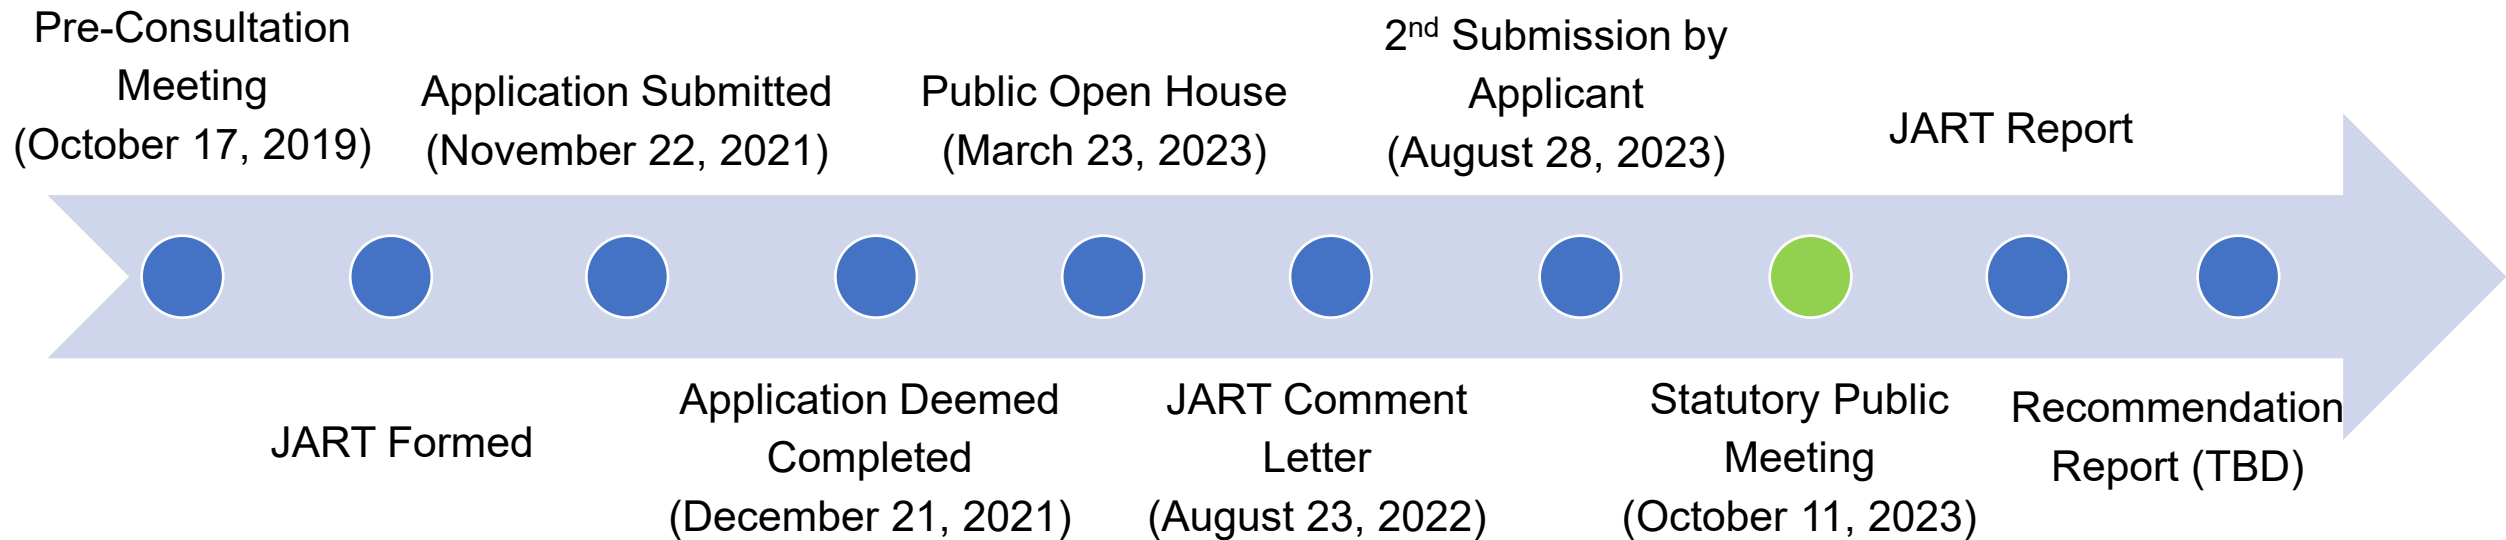 Pre-Consultation
Meeting
(October 17, 2019)
JART Formed
Application Submitted
(November 22, 2021)
Application Deemed
Completed
(December 21, 2021)
Public Open House
(March 23, 2023)
JART Comment
Letter
(August 23, 2022)
2nd Submission by
Applicant
(August 28, 2023)
Statutory Public
Meeting
(October 11, 2023)
JART Report
Recommendation
Report (TBD)